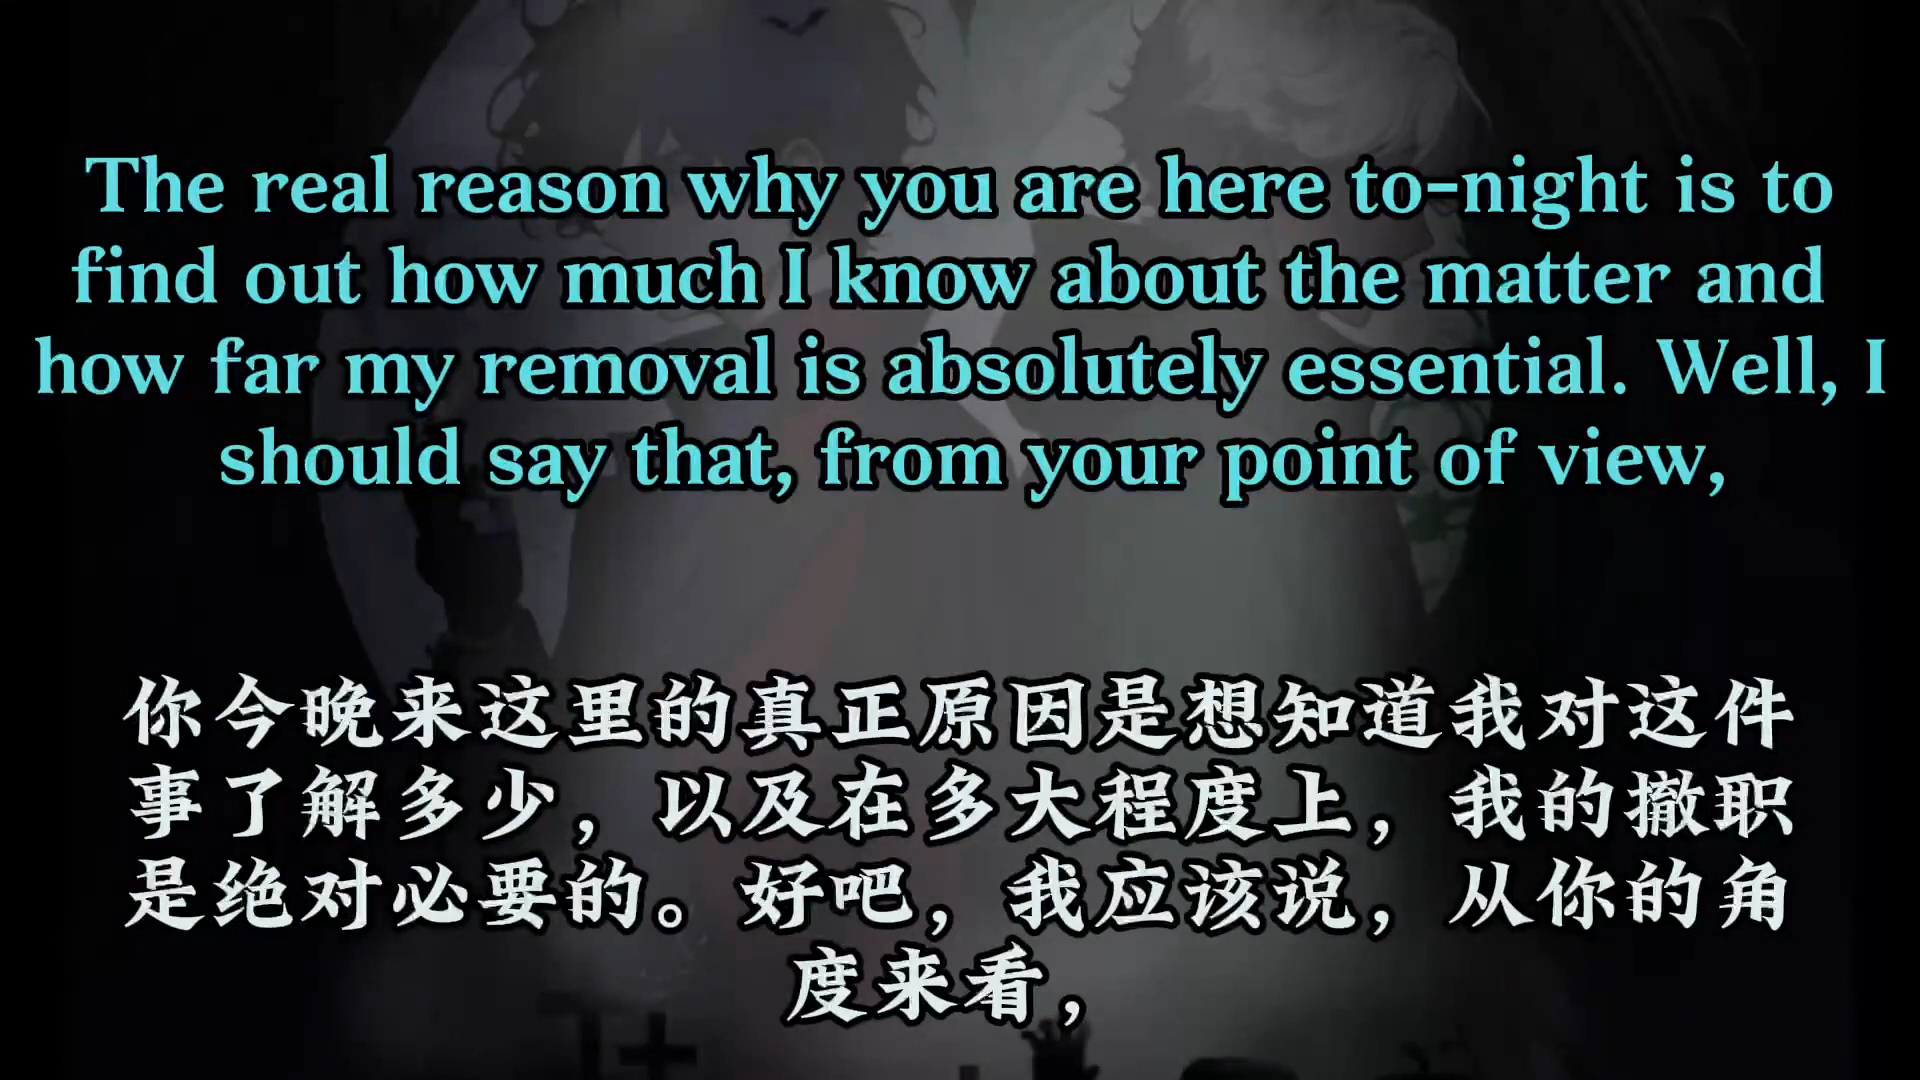 The real reason why you are here to-night is to
find out how much I know about the matter and
how far my removal is absolutely essential. Well, I
should say that, from your point of view,
你今晚来这里的真正原因是想知道我对这件
事了解多少，以及在多大程度上，我的撤职
是绝对必要的。好吧，我应该说，从你的角
度来看，